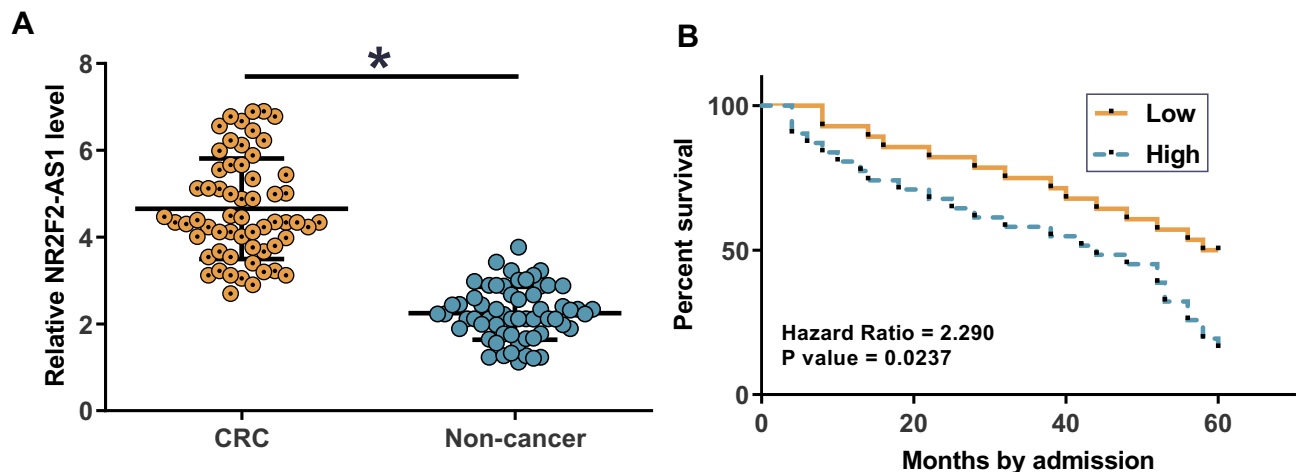 A
Relative NR2F2-AS1 level
8
6
4
2
0
*
CRC
Non-cancer
B
Percent survival
100
50
0
Low
High
Hazard Ratio = 2.290
P value = 0.0237
0
20
40
60
Months by admission